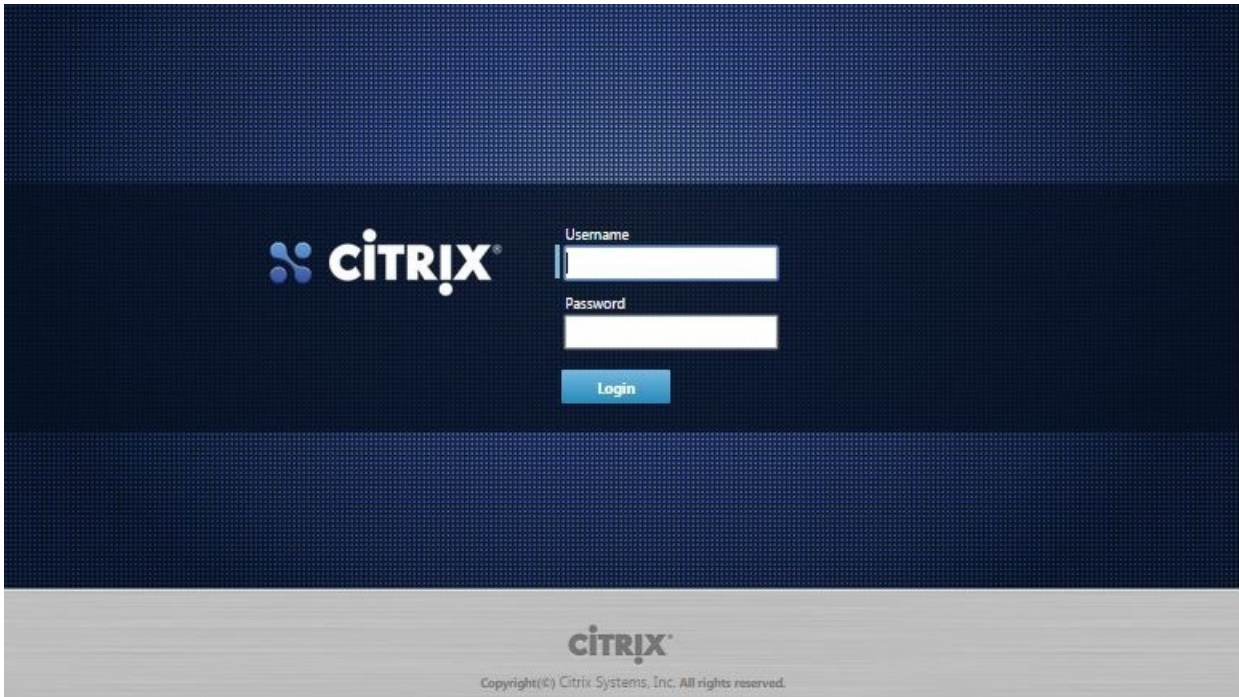 CITRIX®
Username
Password
Login
CITRIX®
Copyright(©) Citrix Systems, Inc. All rights reserved.